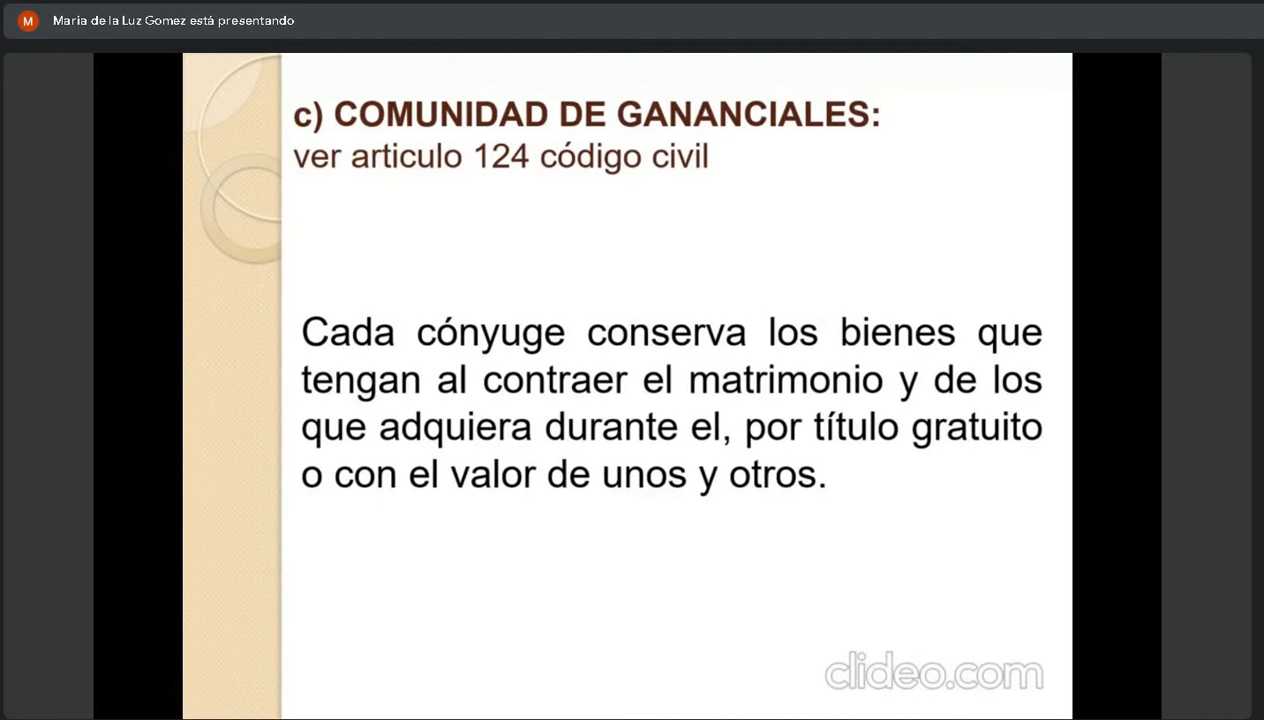 M
María de la Luz Gomez está presentando
c) COMUNIDAD DE GANANCIALES:
ver articulo 124 código civil
Cada cónyuge conserva los bienes que
tengan al contraer el matrimonio y de los
que adquiera durante el, por título gratuito
o con el valor de unos y otros.
clideo.com